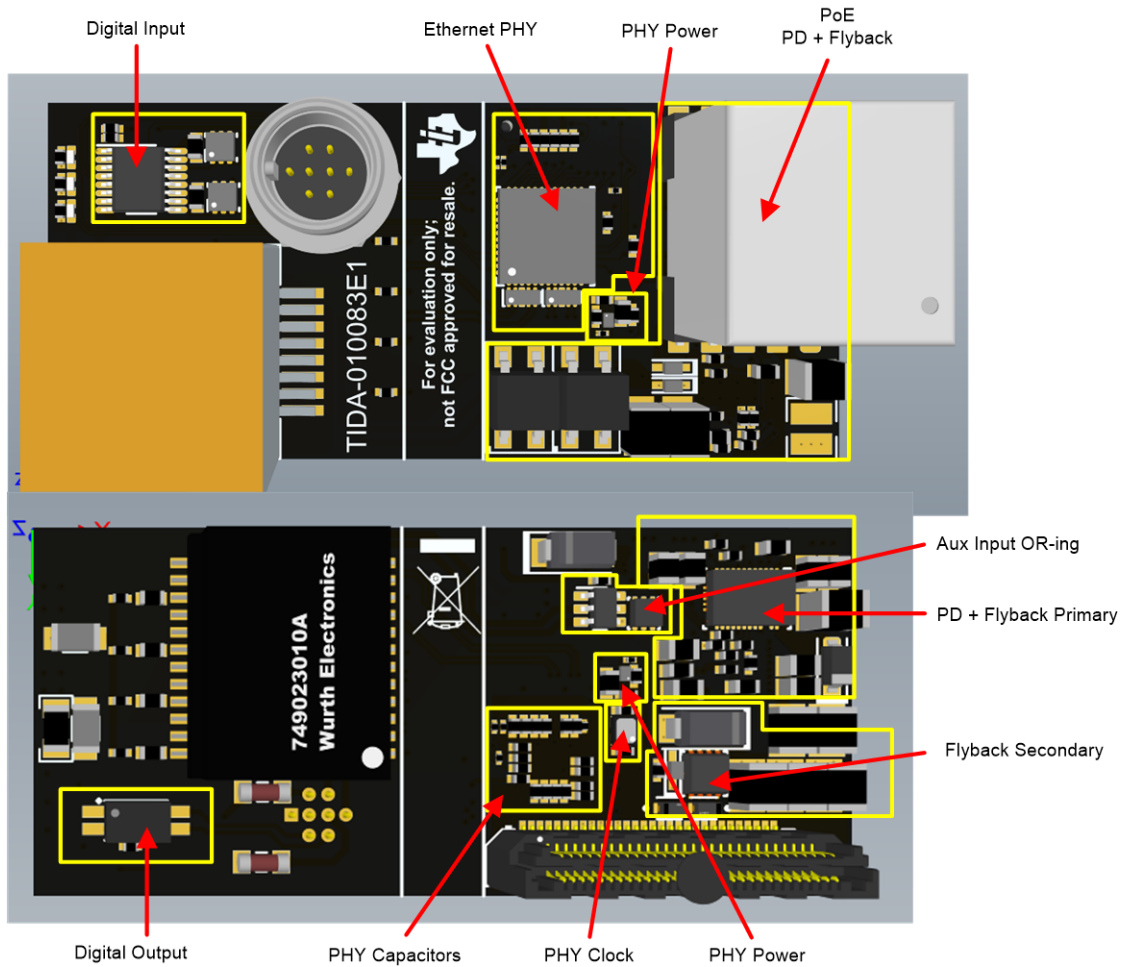 Digital Input
Ethernet PHY
PHY Power
PoE
PD + Flyback
TIDA-010083E1
For evaluation only;
not FCC approved for resale.
Z
Aux Input OR-ing
PD + Flyback Primary
749023010A
Wurth Electronics
Flyback Secondary
Digital Output
PHY Capacitors
PHY Clock
PHY Power